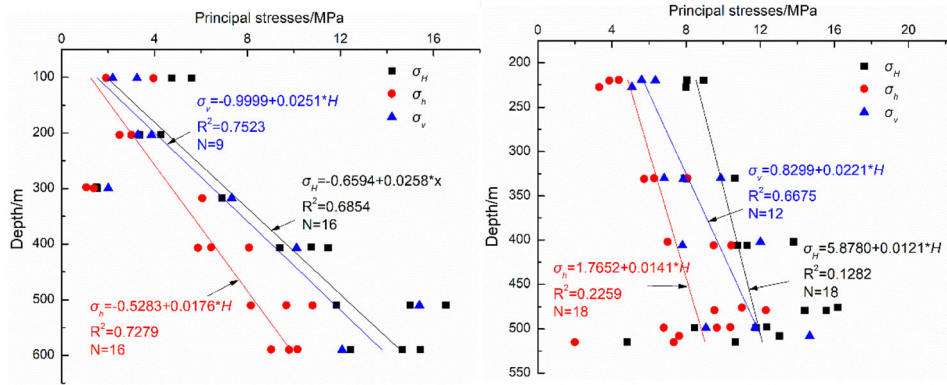 Principal stresses/MPa
0 4 8 12 16
100
200
300
400
500
600
Depth/m
σH
σh
σv
σv=-0.9999+0.0251*H
R²=0.7523
N=9
σH=-0.6594+0.0258*x
R²=0.6854
N=16
σh=-0.5283+0.0176*H
R²=0.7279
N=16
Principal stresses/MPa
0 4 8 12 16 20
200
250
300
350
400
450
500
550
Depth/m
σH
σh
σv
σv=0.8299+0.0221*H
R²=0.6675
N=12
σH=5.8780+0.0121*H
R²=0.1282
N=18
σh=1.7652+0.0141*H
R²=0.2259
N=18